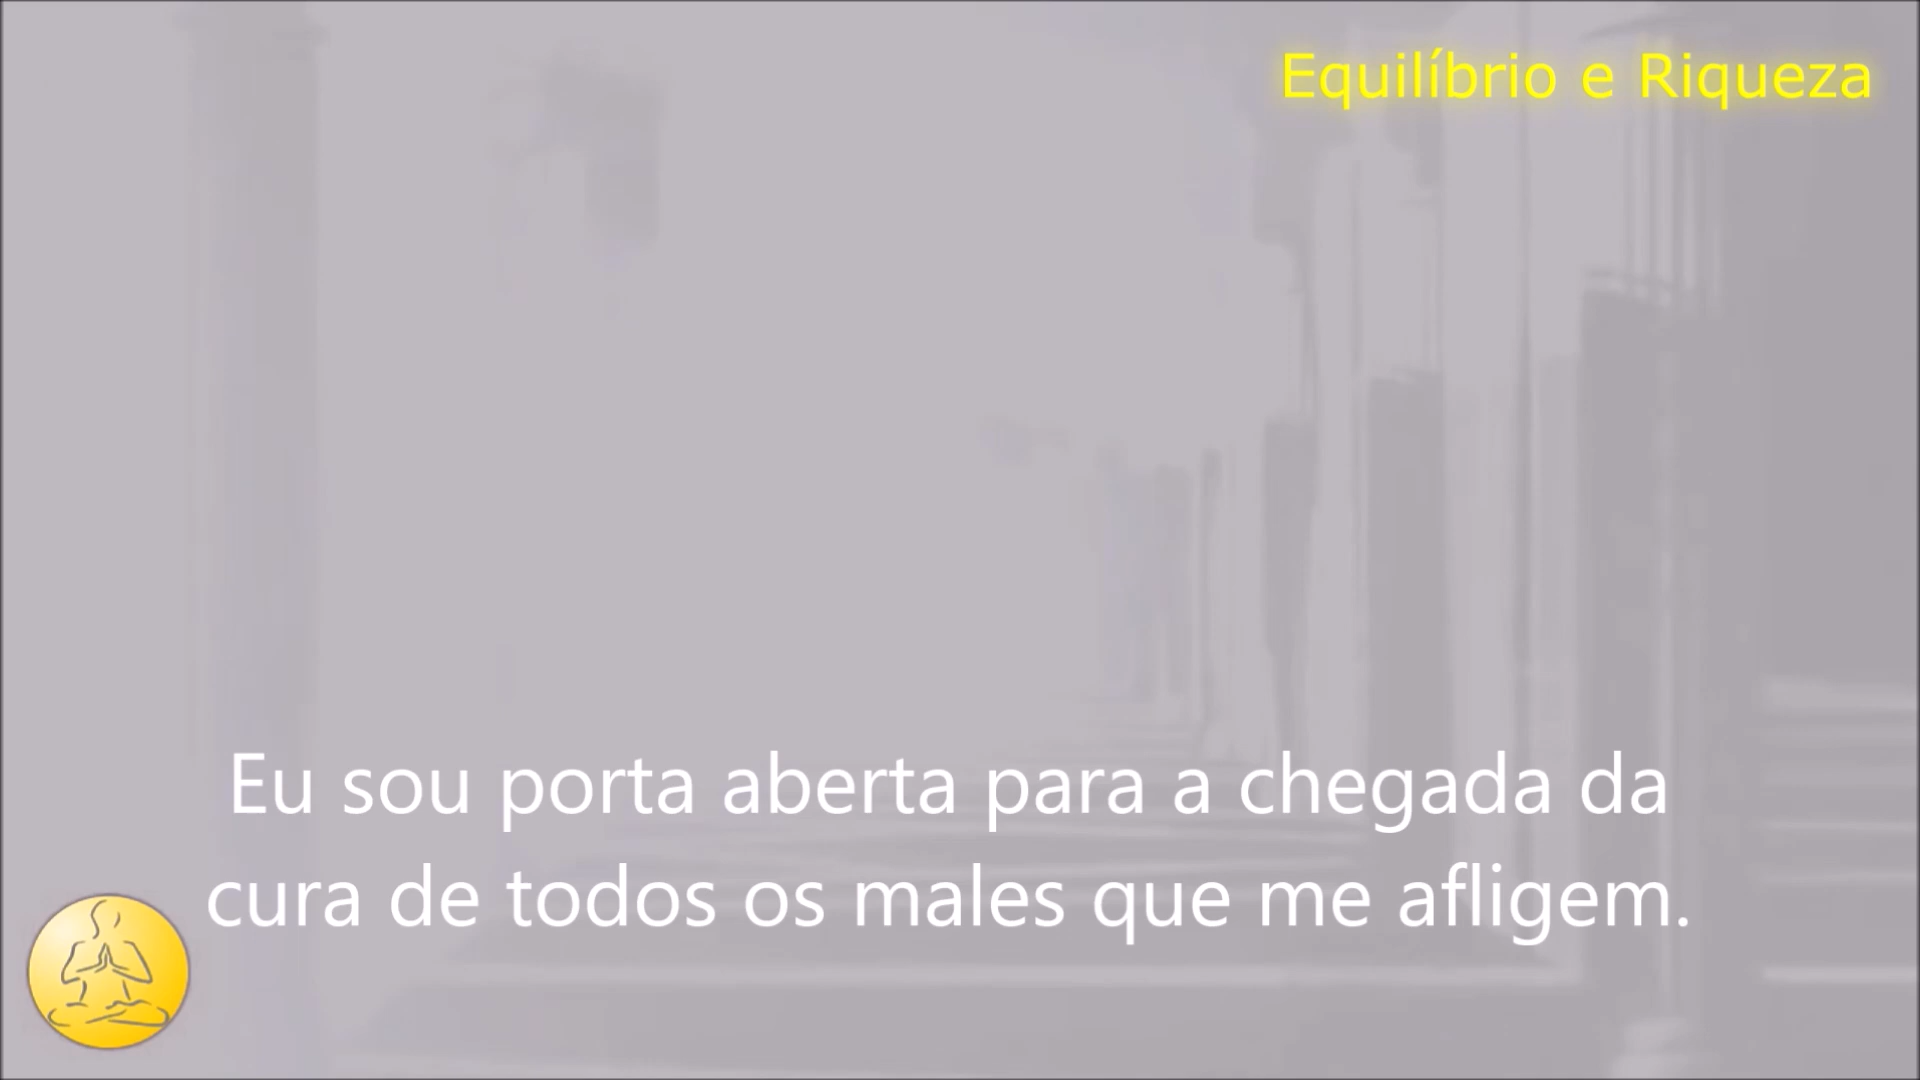 Equilíbrio e Riqueza
Eu sou porta aberta para a chegada da
cura de todos os males que me afligem.